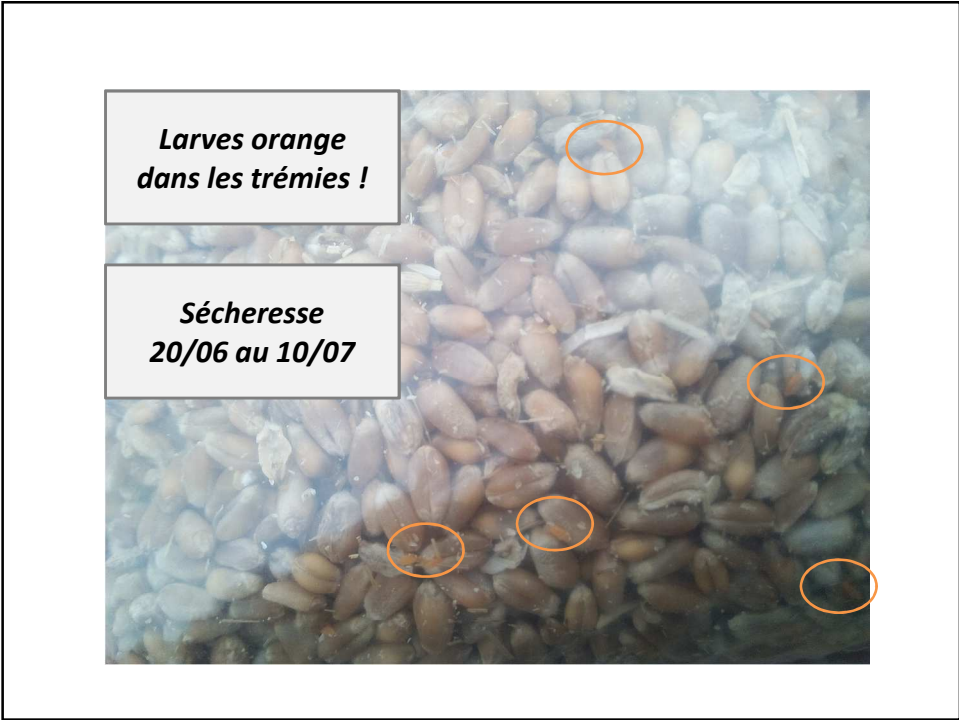 Larves orange
dans les trémies !
Sécheresse
20/06 au 10/07